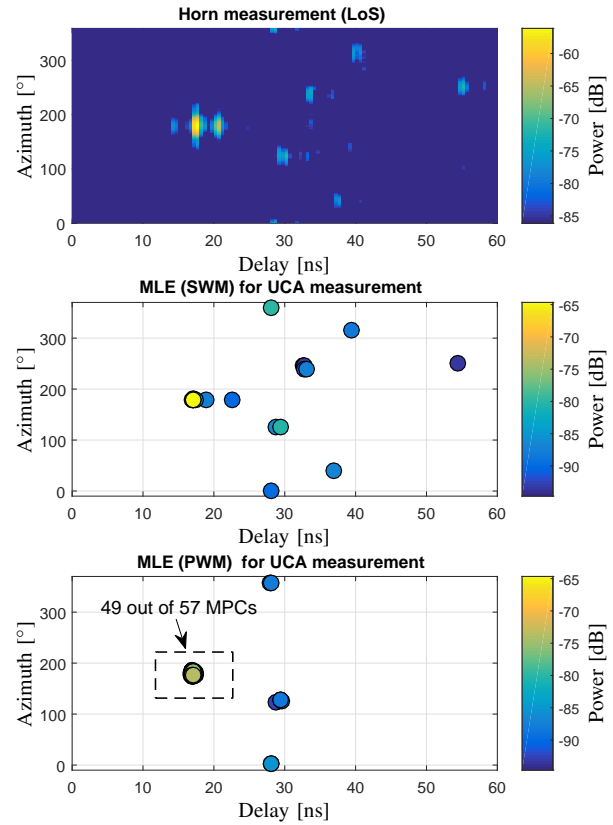 Horn measurement (LoS)
Azimuth [°]
0
100
200
300
0 10 20 30 40 50 60
Delay [ns]
-60
-65
-70
-75
-80
-85
Power [dB]
MLE (SWM) for UCA measurement
Azimuth [°]
0
100
200
300
0 10 20 30 40 50 60
Delay [ns]
-65
-70
-75
-80
-85
-90
Power [dB]
MLE (PWM) for UCA measurement
49 out of 57 MPCs
Azimuth [°]
0
100
200
300
0 10 20 30 40 50 60
Delay [ns]
-65
-70
-75
-80
-85
-90
Power [dB]